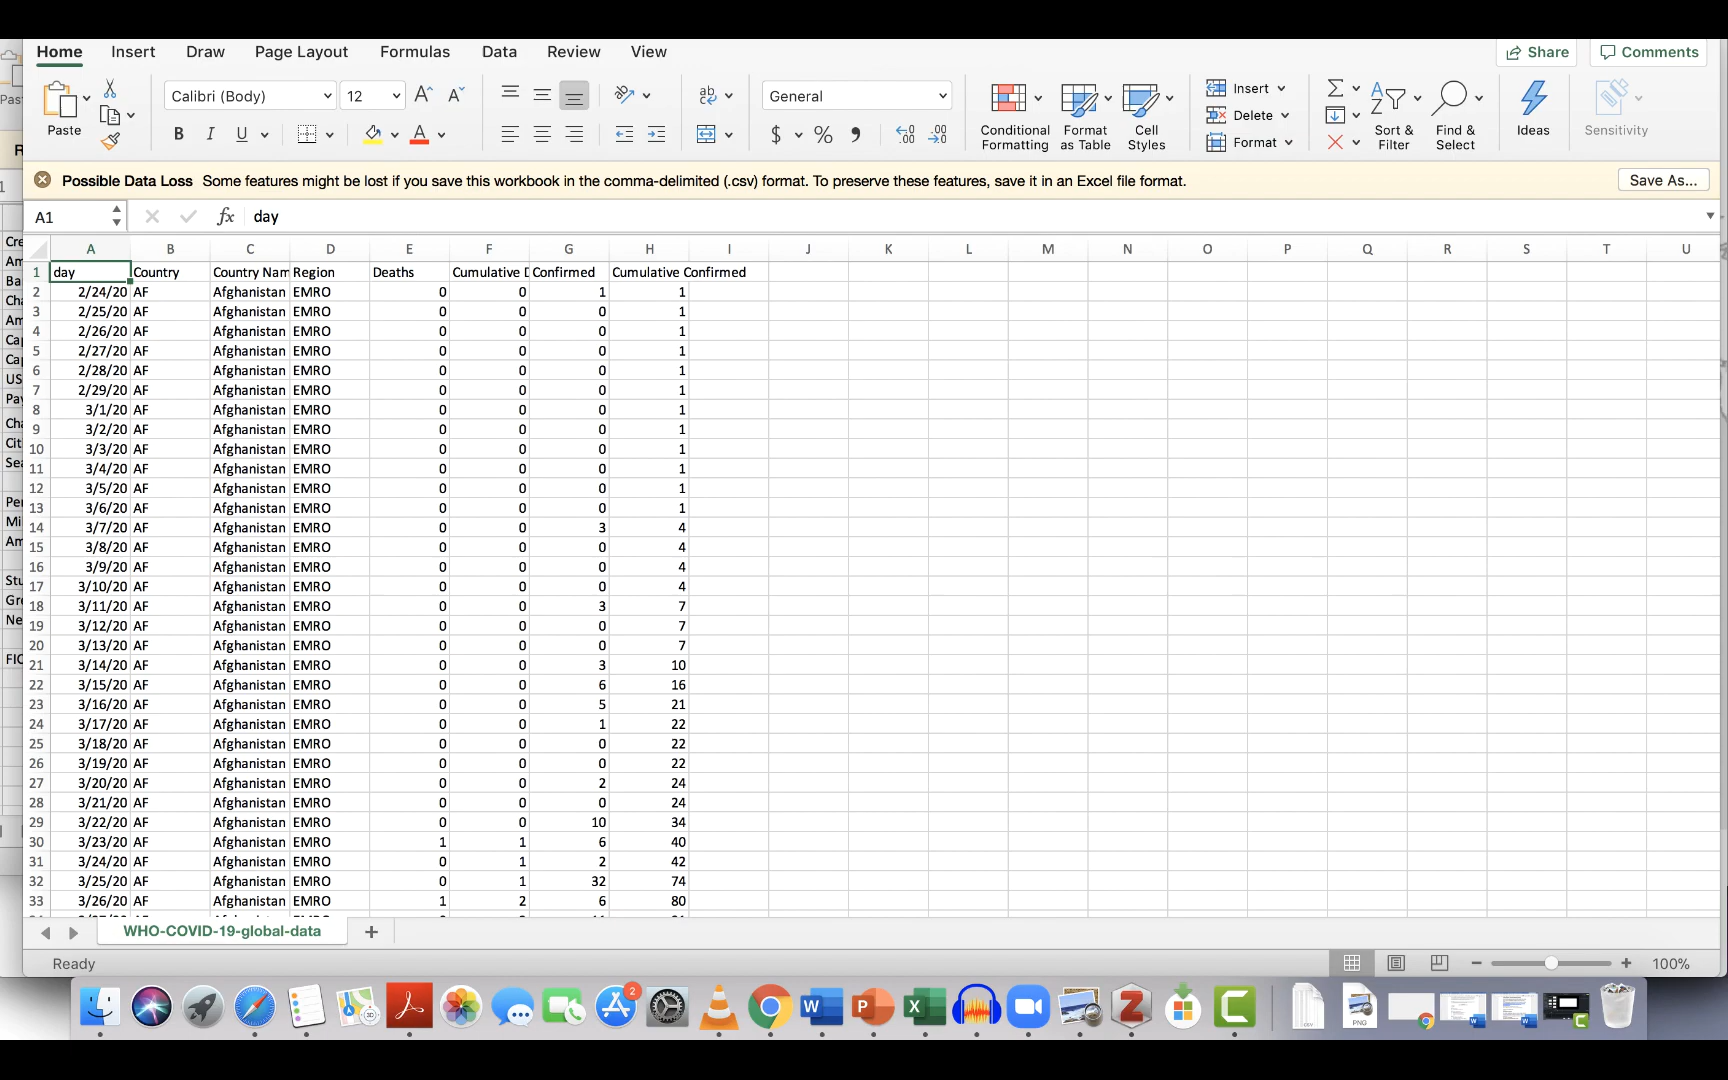 Home Insert Draw Page Layout Formulas Data Review View Share Comments
Paste
Calibri (Body) 12
B I U
ab
General
$ % ,
Conditional Formatting
Format as Table
Cell Styles
Insert
Delete
Format
Sort & Filter
Find & Select
Ideas
Sensitivity
Possible Data Loss Some features might be lost if you save this workbook in the comma-delimited (.csv) format. To preserve these features, save it in an Excel file format. Save As...
A1 fx day
A B C D E F G H I J K L M N O P Q R S T U
1 day Country Country Nam Region Deaths Cumulative D Confirmed Cumulative Confirmed
2 2/24/20 AF Afghanistan EMRO 0 0 1 1
3 2/25/20 AF Afghanistan EMRO 0 0 0 1
4 2/26/20 AF Afghanistan EMRO 0 0 0 1
5 2/27/20 AF Afghanistan EMRO 0 0 0 1
6 2/28/20 AF Afghanistan EMRO 0 0 0 1
7 2/29/20 AF Afghanistan EMRO 0 0 0 1
8 3/1/20 AF Afghanistan EMRO 0 0 0 1
9 3/2/20 AF Afghanistan EMRO 0 0 0 1
10 3/3/20 AF Afghanistan EMRO 0 0 0 1
11 3/4/20 AF Afghanistan EMRO 0 0 0 1
12 3/5/20 AF Afghanistan EMRO 0 0 0 1
13 3/6/20 AF Afghanistan EMRO 0 0 0 1
14 3/7/20 AF Afghanistan EMRO 0 0 3 4
15 3/8/20 AF Afghanistan EMRO 0 0 0 4
16 3/9/20 AF Afghanistan EMRO 0 0 0 4
17 3/10/20 AF Afghanistan EMRO 0 0 0 4
18 3/11/20 AF Afghanistan EMRO 0 0 3 7
19 3/12/20 AF Afghanistan EMRO 0 0 0 7
20 3/13/20 AF Afghanistan EMRO 0 0 0 7
21 3/14/20 AF Afghanistan EMRO 0 0 3 10
22 3/15/20 AF Afghanistan EMRO 0 0 6 16
23 3/16/20 AF Afghanistan EMRO 0 0 5 21
24 3/17/20 AF Afghanistan EMRO 0 0 1 22
25 3/18/20 AF Afghanistan EMRO 0 0 0 22
26 3/19/20 AF Afghanistan EMRO 0 0 0 22
27 3/20/20 AF Afghanistan EMRO 0 0 2 24
28 3/21/20 AF Afghanistan EMRO 0 0 0 24
29 3/22/20 AF Afghanistan EMRO 0 0 10 34
30 3/23/20 AF Afghanistan EMRO 1 1 6 40
31 3/24/20 AF Afghanistan EMRO 0 1 2 42
32 3/25/20 AF Afghanistan EMRO 0 1 32 74
33 3/26/20 AF Afghanistan EMRO 1 2 6 80
WHO-COVID-19-global-data +
Ready 100%